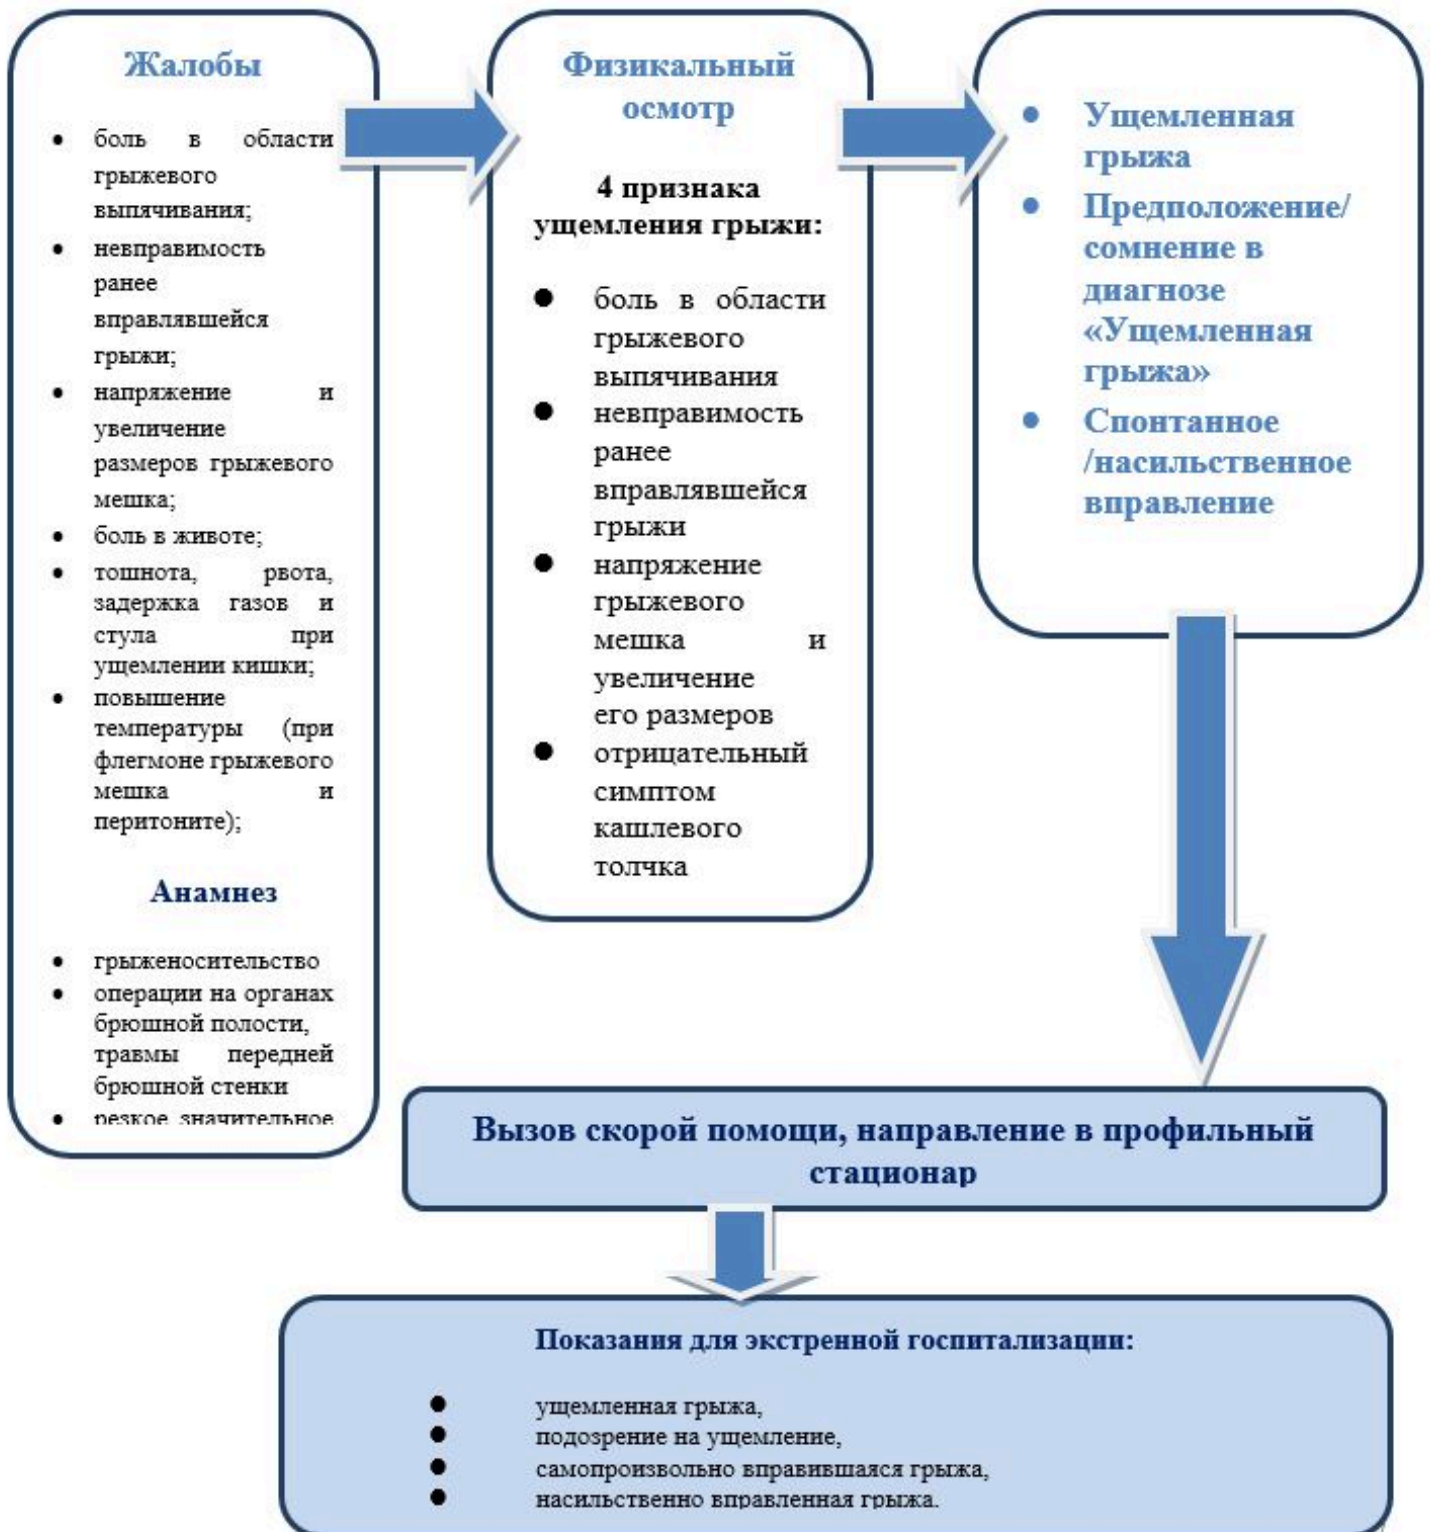 Жалобы
боль в области
грыжевого
выпячивания;
невправимость
ранее
вправлявшейся
грыжи;
напряжение и
увеличение
размеров грыжевого
мешка;
боль в животе;
тошнота, рвота,
задержка газов и
стула при
ущемлении кишки;
повышение
температуры (при
флегмоне грыжевого
мешка и
перитоните);
Анамнез
грыженосительство
операции на органах
брюшной полости,
травмы передней
брюшной стенки
резкое значительное
Физикальный
осмотр
4 признака
ущемления грыжи:
боль в области
грыжевого
выпячивания
невправимость
ранее
вправлявшейся
грыжи
напряжение
грыжевого
мешка и
увеличение
его размеров
отрицательный
симптом
кашлевого
толчка
Ущемленная
грыжа
Предположение/
сомнение в
диагнозе
«Ущемленная
грыжа»
Спонтанное
/насильственное
вправление
Вызов скорой помощи, направление в профильный
стационар
Показания для экстренной госпитализации:
ущемленная грыжа,
подозрение на ущемление,
самопроизвольно вправившаяся грыжа,
насильственно вправленная грыжа.